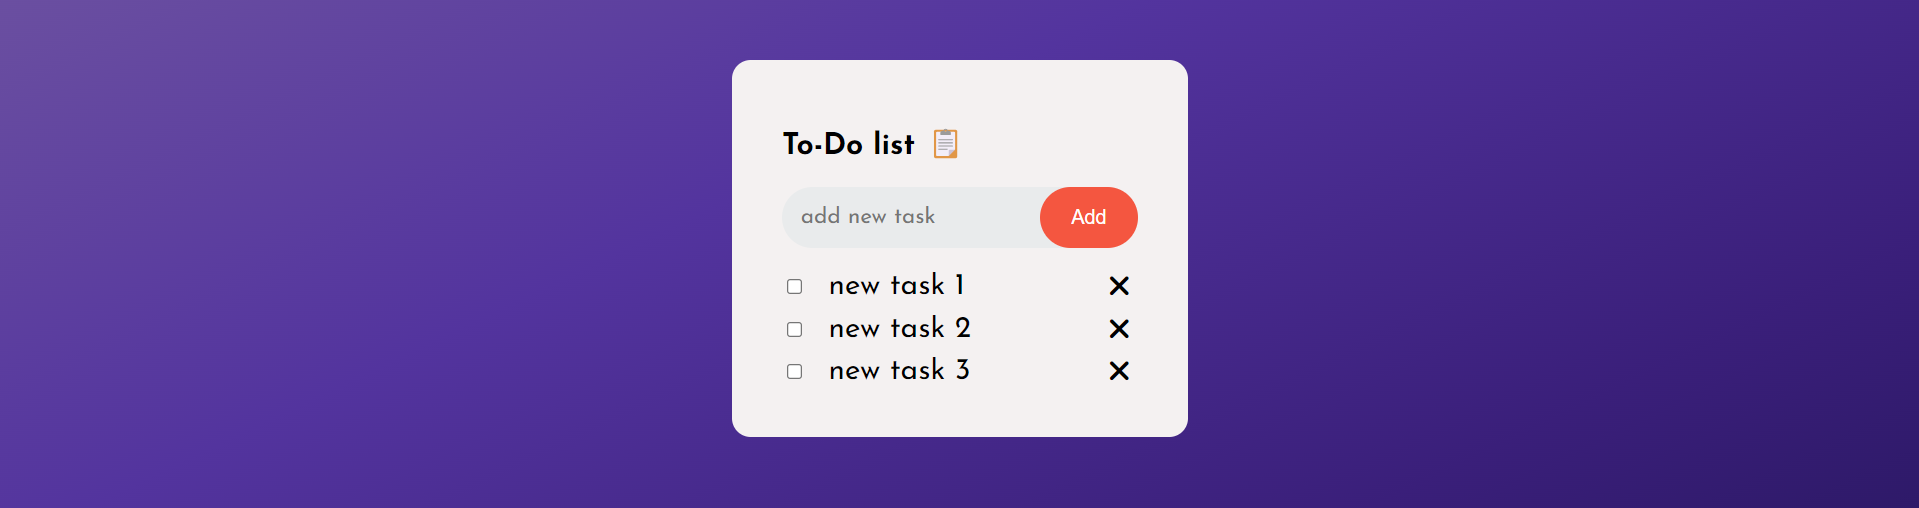 To-Do list
add new task
Add
new task 1
new task 2
new task 3